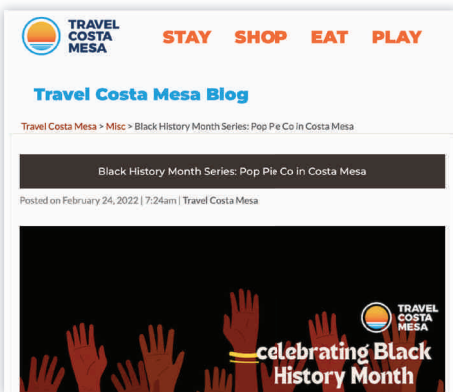 TRAVEL
COSTA
MESA
STAY SHOP EAT PLAY
Travel Costa Mesa Blog
Travel Costa Mesa > Misc > Black History Month Series: Pop Pe Co in Costa Mesa
Black History Month Series: Pop Pie Co in Costa Mesa
Posted on February 24, 2022 | 7:24am | Travel Costa Mesa
TRAVEL
COSTA
MESA
celebrating Black
History Month